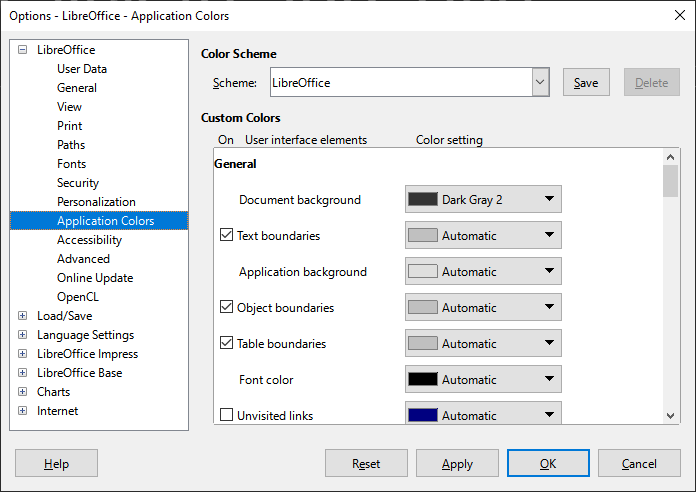 Options - LibreOffice - Application Colors
LibreOffice
User Data
General
View
Print
Paths
Fonts
Security
Personalization
Application Colors
Accessibility
Advanced
Online Update
OpenCL
Load/Save
Language Settings
LibreOffice Impress
LibreOffice Base
Charts
Internet
Color Scheme
Scheme: LibreOffice Save Delete
Custom Colors
On User interface elements Color setting
General
Document background Dark Gray 2
Text boundaries Automatic
Application background Automatic
Object boundaries Automatic
Table boundaries Automatic
Font color Automatic
Unvisited links Automatic
Help Reset Apply OK Cancel